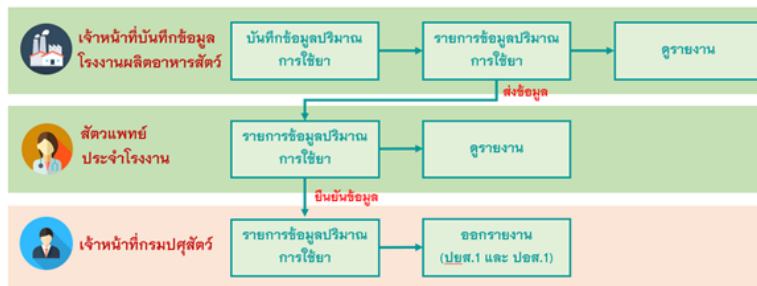 เจ้าหน้าที่บันทึกข้อมูล
โรงงานผลิตอาหารสัตว์
บันทึกข้อมูลปริมาณ
การใช้ยา
รายการข้อมูลปริมาณ
การใช้ยา
ดูรายงาน
ส่งข้อมูล
สัตวแพทย์
ประจำโรงงาน
รายการข้อมูลปริมาณ
การใช้ยา
ดูรายงาน
ยืนยันข้อมูล
เจ้าหน้าที่กรมปศุสัตว์
รายการข้อมูลปริมาณ
การใช้ยา
ออกรายงาน
(ปยส.1 และ ปอส.1)